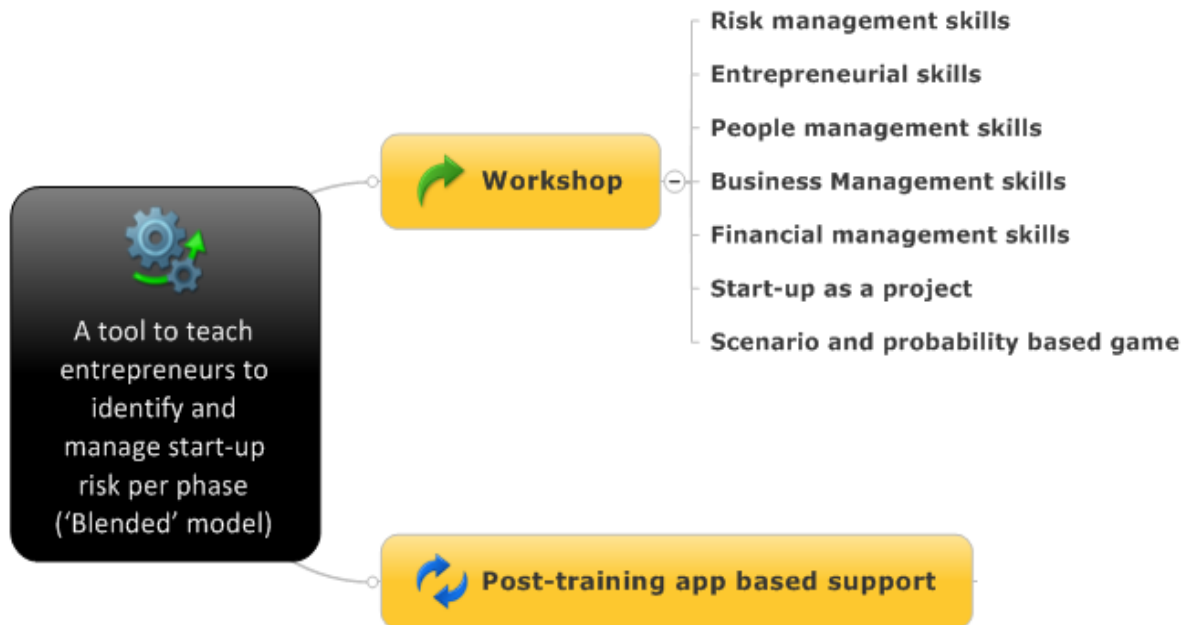 Risk management skills
Entrepreneurial skills
People management skills
Workshop
Business Management skills
Financial management skills
Start-up as a project
Scenario and probability based game
A tool to teach
entrepreneurs to
identify and
manage start-up
risk per phase
(‘Blended’ model)
Post-training app based support